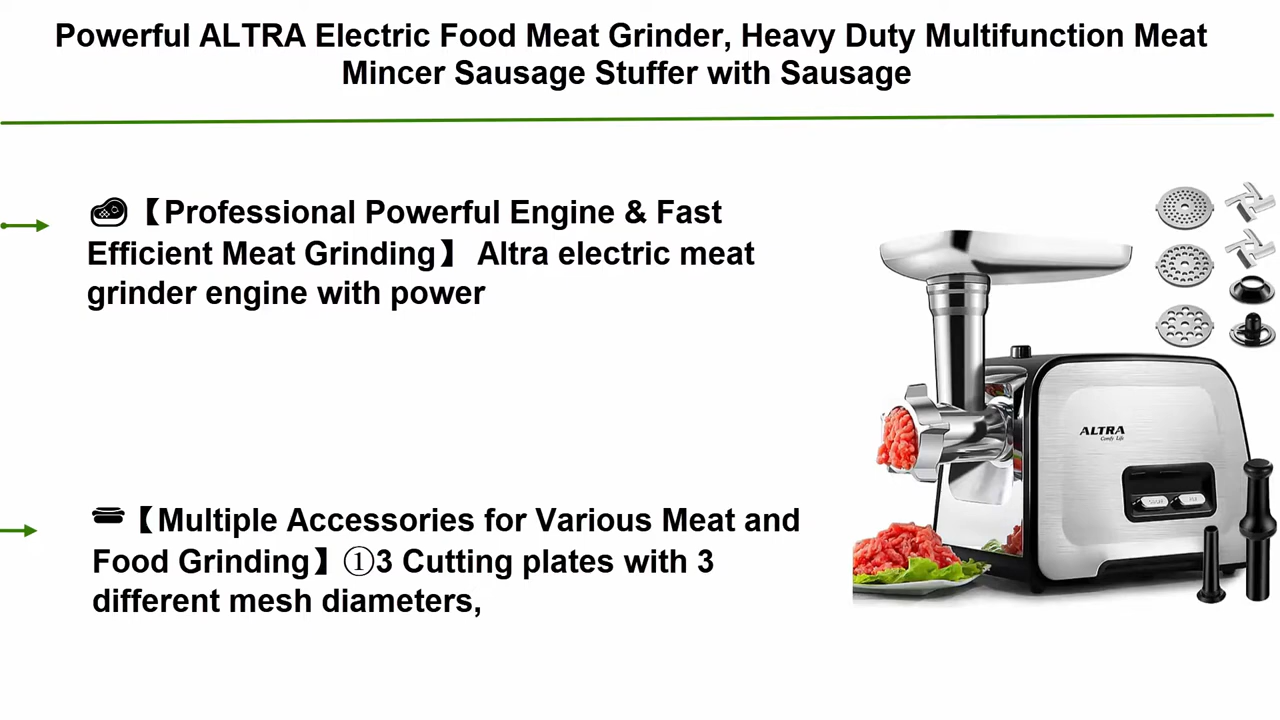 Powerful ALTRA Electric Food Meat Grinder, Heavy Duty Multifunction Meat
Mincer Sausage Stuffer with Sausage
🥩【Professional Powerful Engine & Fast
Efficient Meat Grinding】 Altra electric meat
grinder engine with power
🌭【Multiple Accessories for Various Meat and
Food Grinding】①3 Cutting plates with 3
different mesh diameters,
ALTRA
Comfy Life